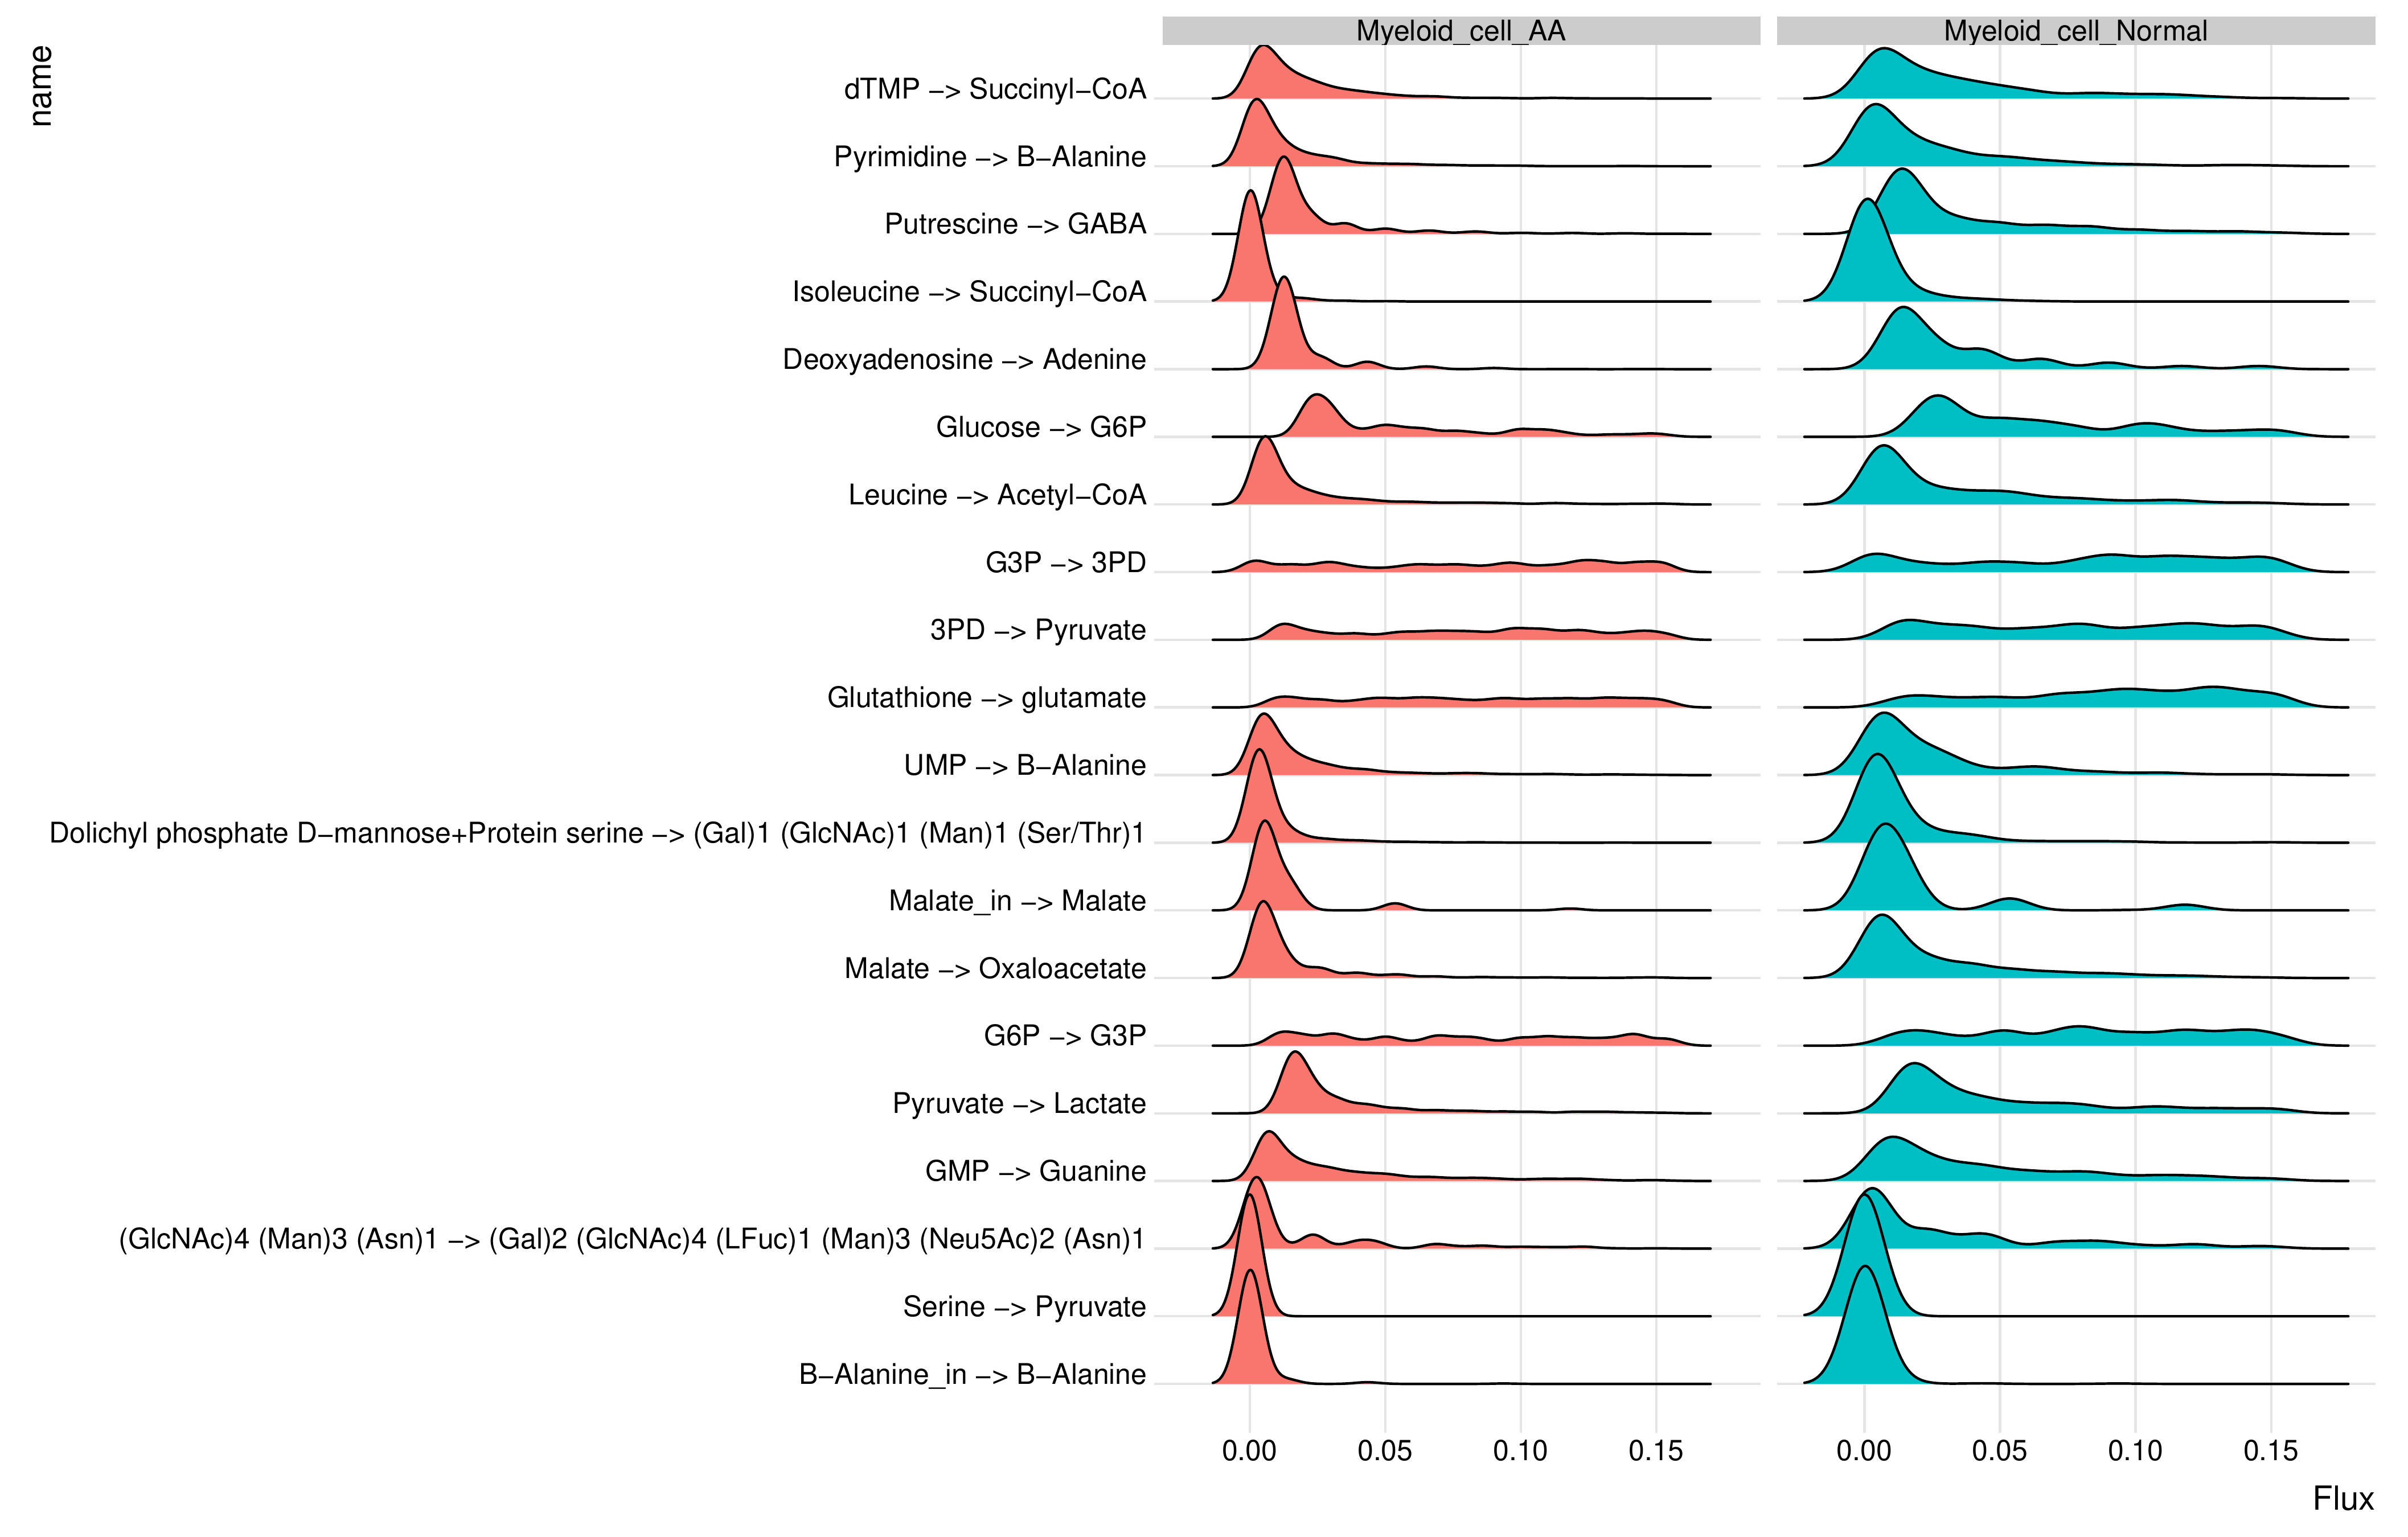 name
Myeloid_cell_AA
Myeloid_cell_Normal
dTMP −> Succinyl−CoA
Pyrimidine −> B−Alanine
Putrescine −> GABA
Isoleucine −> Succinyl−CoA
Deoxyadenosine −> Adenine
Glucose −> G6P
Leucine −> Acetyl−CoA
G3P −> 3PD
3PD −> Pyruvate
Glutathione −> glutamate
UMP −> B−Alanine
Dolichyl phosphate D−mannose+Protein serine −> (Gal)1 (GlcNAc)1 (Man)1 (Ser/Thr)1
Malate_in −> Malate
Malate −> Oxaloacetate
G6P −> G3P
Pyruvate −> Lactate
GMP −> Guanine
(GlcNAc)4 (Man)3 (Asn)1 −> (Gal)2 (GlcNAc)4 (LFuc)1 (Man)3 (Neu5Ac)2 (Asn)1
Serine −> Pyruvate
B−Alanine_in −> B−Alanine
0.00 0.05 0.10 0.15
0.00 0.05 0.10 0.15
Flux